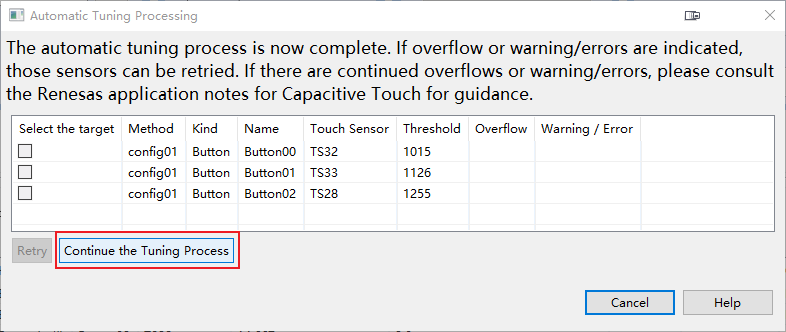 Automatic Tuning Processing
The automatic tuning process is now complete. If overflow or warning/errors are indicated,
those sensors can be retried. If there are continued overflows or warning/errors, please consult
the Renesas application notes for Capacitive Touch for guidance.
Select the target Method Kind Name Touch Sensor Threshold Overflow Warning / Error
config01 Button Button00 TS32 1015
config01 Button Button01 TS33 1126
config01 Button Button02 TS28 1255
Retry Continue the Tuning Process
Cancel Help